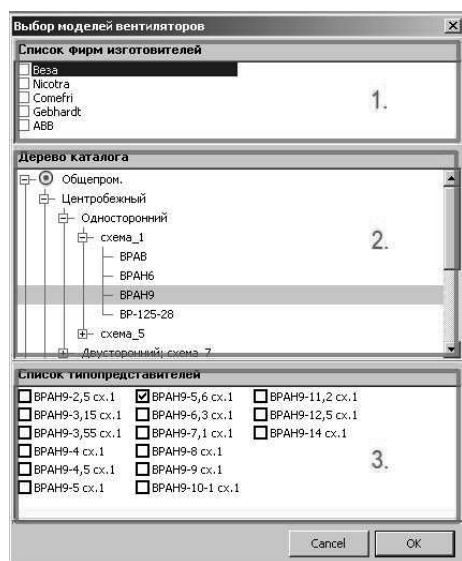 Выбор моделей вентиляторов
Список фирм изготовителей
Веза
Nicotra
Comefri
Gebhardt
ABB
1.
Дерево каталога
Общепром.
Центробежный
Односторонний
схема_1
ВРАВ
ВРАН6
ВРАН9
ВР-125-28
схема_5
Двусторонний; схема_7
2.
Список типопредставителей
ВРАН9-2,5 сх.1 ВРАН9-5,6 сх.1 ВРАН9-11,2 сх.1
ВРАН9-3,15 сх.1 ВРАН9-6,3 сх.1 ВРАН9-12,5 сх.1
ВРАН9-3,55 сх.1 ВРАН9-7,1 сх.1 ВРАН9-14 сх.1
ВРАН9-4 сх.1 ВРАН9-8 сх.1
ВРАН9-4,5 сх.1 ВРАН9-9 сх.1
ВРАН9-5 сх.1 ВРАН9-10-1 сх.1
3.
Cancel OK